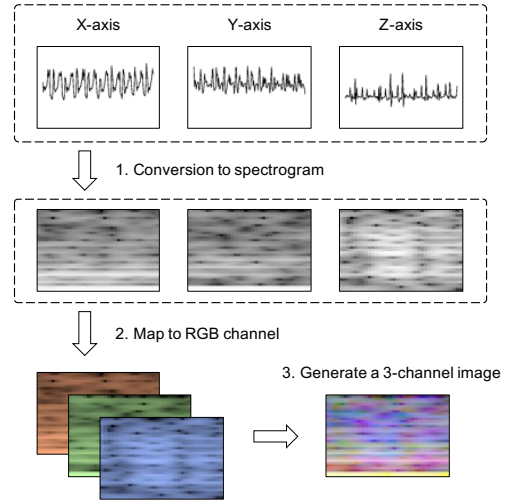 X-axis
Y-axis
Z-axis
1. Conversion to spectrogram
2. Map to RGB channel
3. Generate a 3-channel image